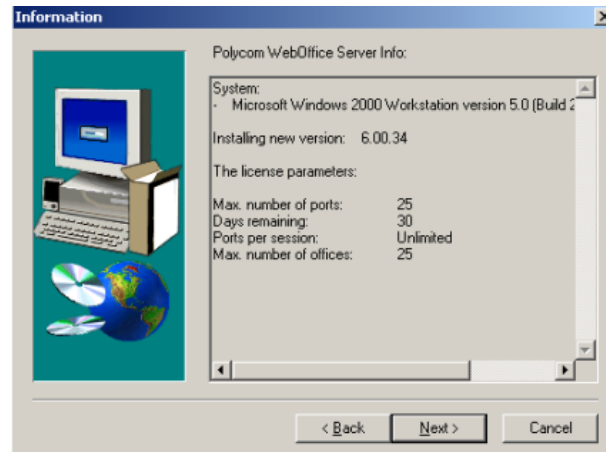 Information
Polycom WebOffice Server Info:
System:
- Microsoft Windows 2000 Workstation version 5.0 (Build 2
Installing new version: 6.00.34
The license parameters:
Max. number of ports: 25
Days remaining: 30
Ports per session: Unlimited
Max. number of offices: 25
< Back
Next >
Cancel